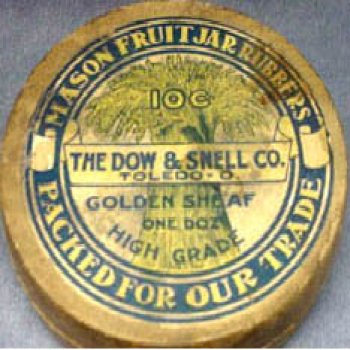 MASON FRUIT JAR RUBBERS
10¢
THE DOW & SNELL CO.
TOLEDO - O.
GOLDEN SHEAF
ONE DOZ
HIGH GRADE
PACKED FOR OUR TRADE